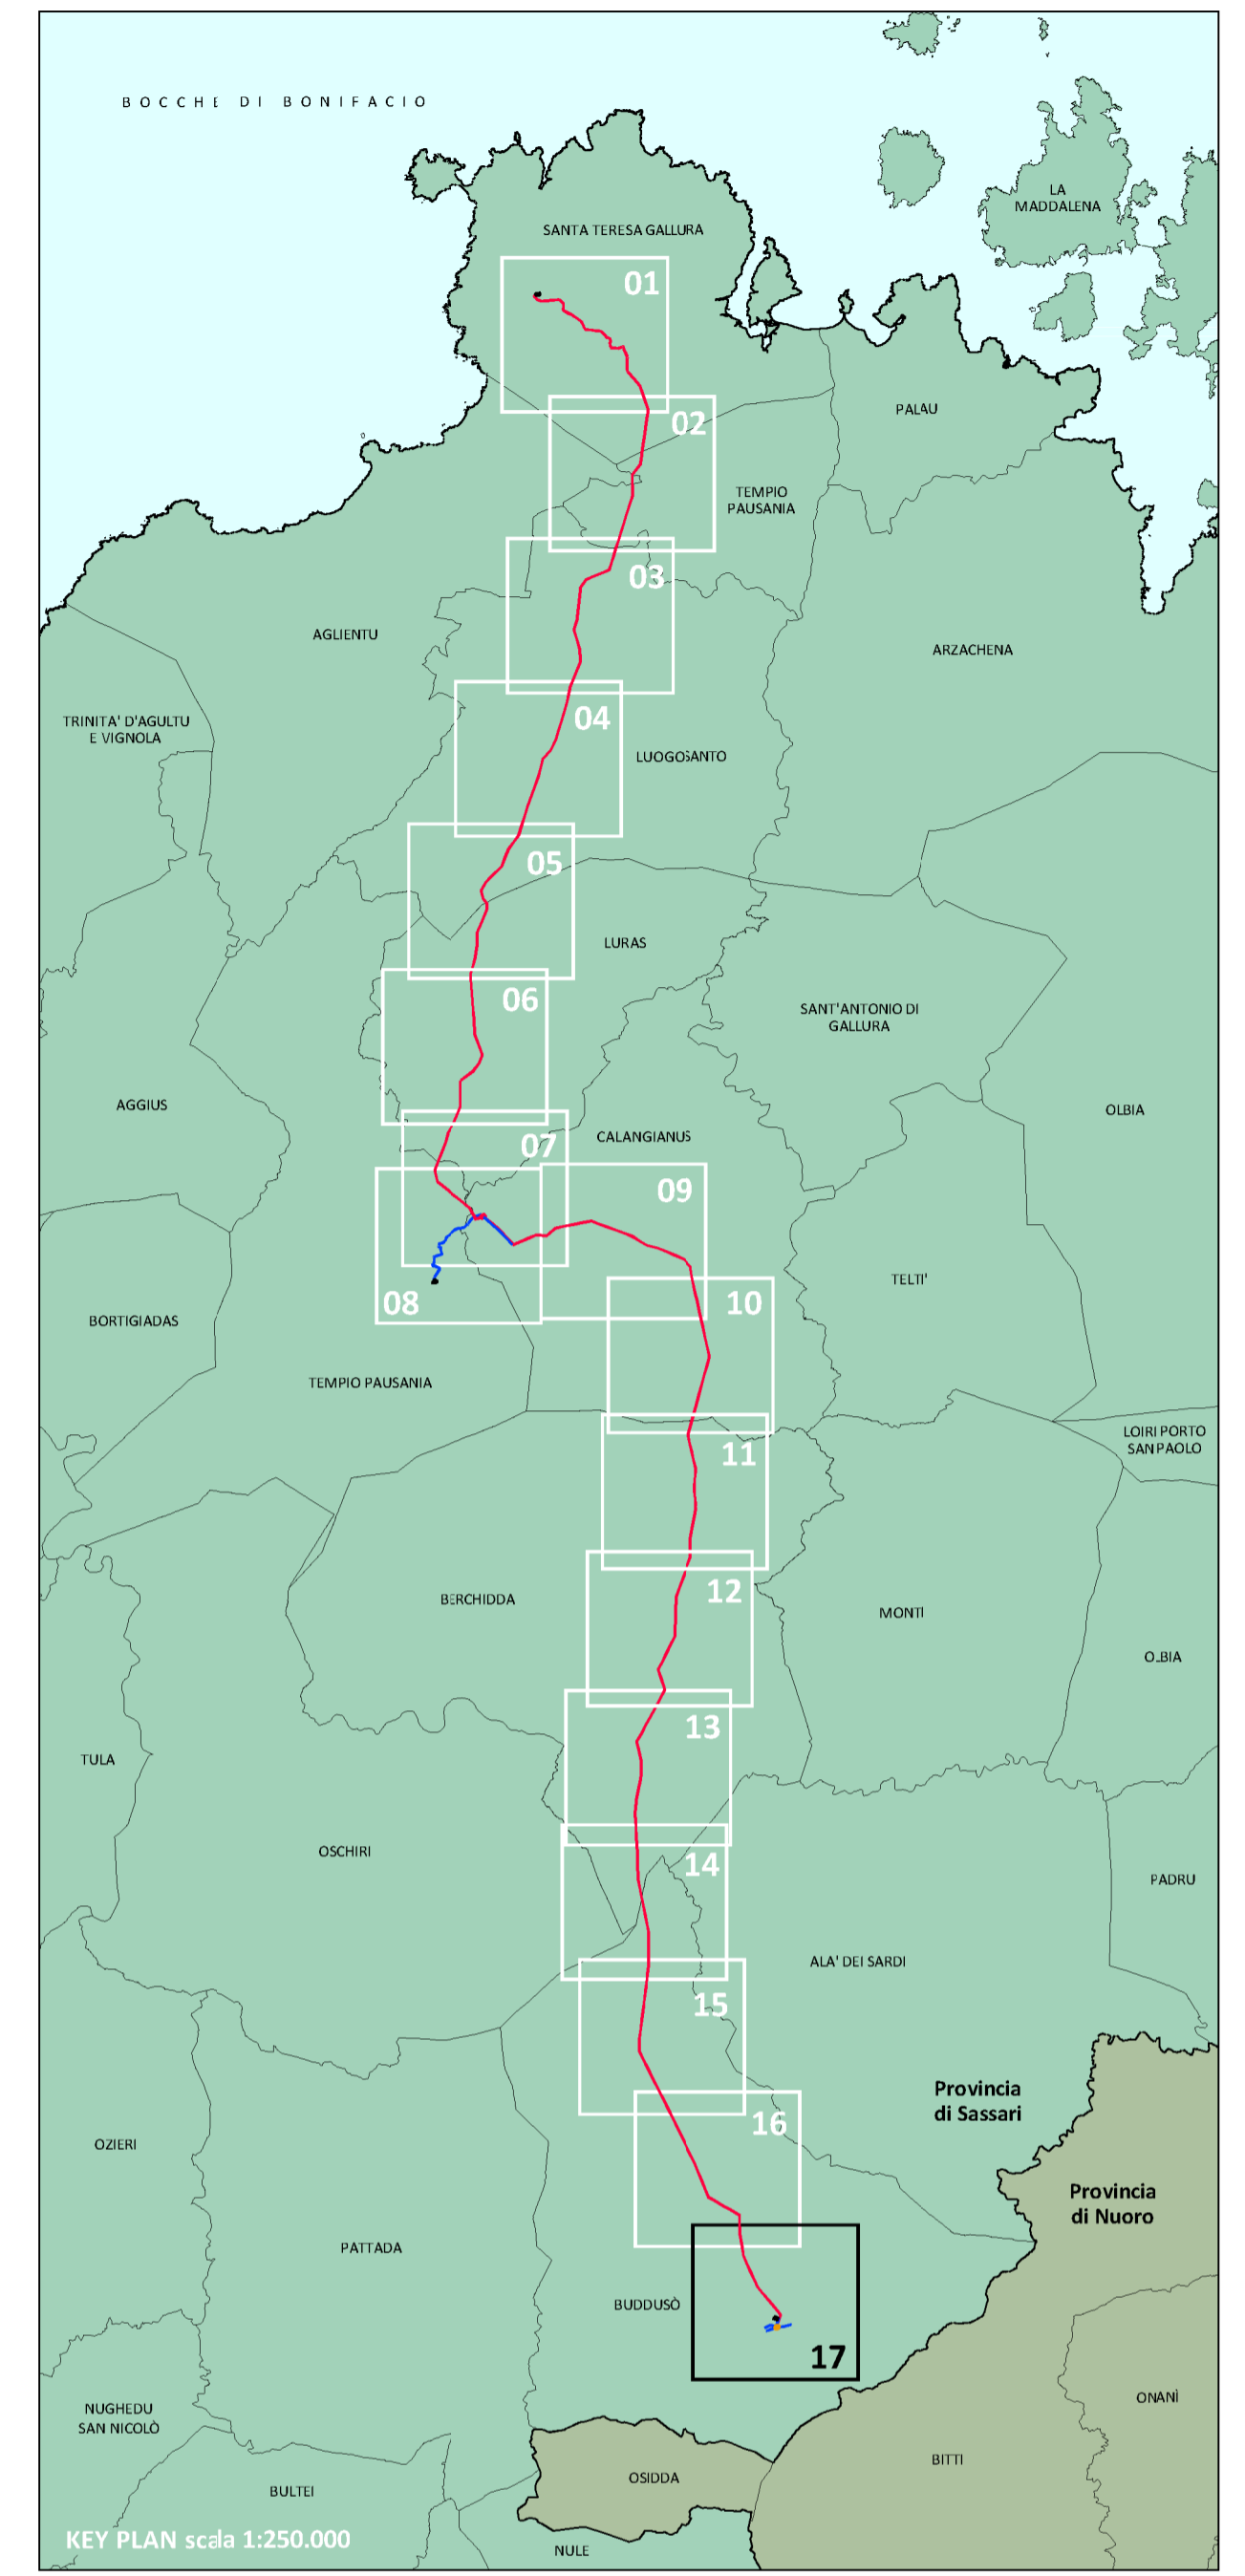 BOCCHE DI BONIFACIO
LA
MADDALENA
SANTA TERESA GALLURA
01
PALAU
02
TEMPIO
PAUSANIA
03
AGLIENTU
ARZACHENA
04
TRINITA' D'AGULTU
E VIGNOLA
LUOGOSANTO
05
LURAS
06
SANT'ANTONIO DI
GALLURA
AGGIUS
OLBIA
CALANGIANUS
07
09
TELTI'
08
10
BORTIGIADAS
TEMPIO PAUSANIA
LOIRI PORTO
SAN PAOLO
11
12
BERCHIDDA
MONTI
OLBIA
13
TULA
OSCHIRI
14
PADRU
ALA' DEI SARDI
15
Provincia
di Sassari
16
OZIERI
Provincia
di Nuoro
PATTADA
BUDDUSÒ
17
ONANÌ
NUGHEDU
SAN NICOLÒ
BITTI
OSIDDA
BULTEI
KEY PLAN scala 1:250.000
NULE